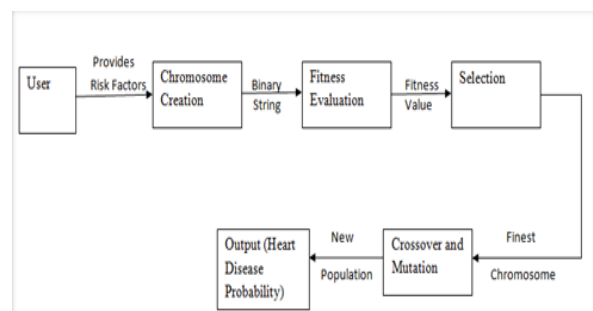 User
Provides
Risk Factors
Chromosome
Creation
Binary
String
Fitness
Evaluation
Fitness
Value
Selection
Finest
Chromosome
Crossover and
Mutation
New
Population
Output (Heart
Disease
Probability)